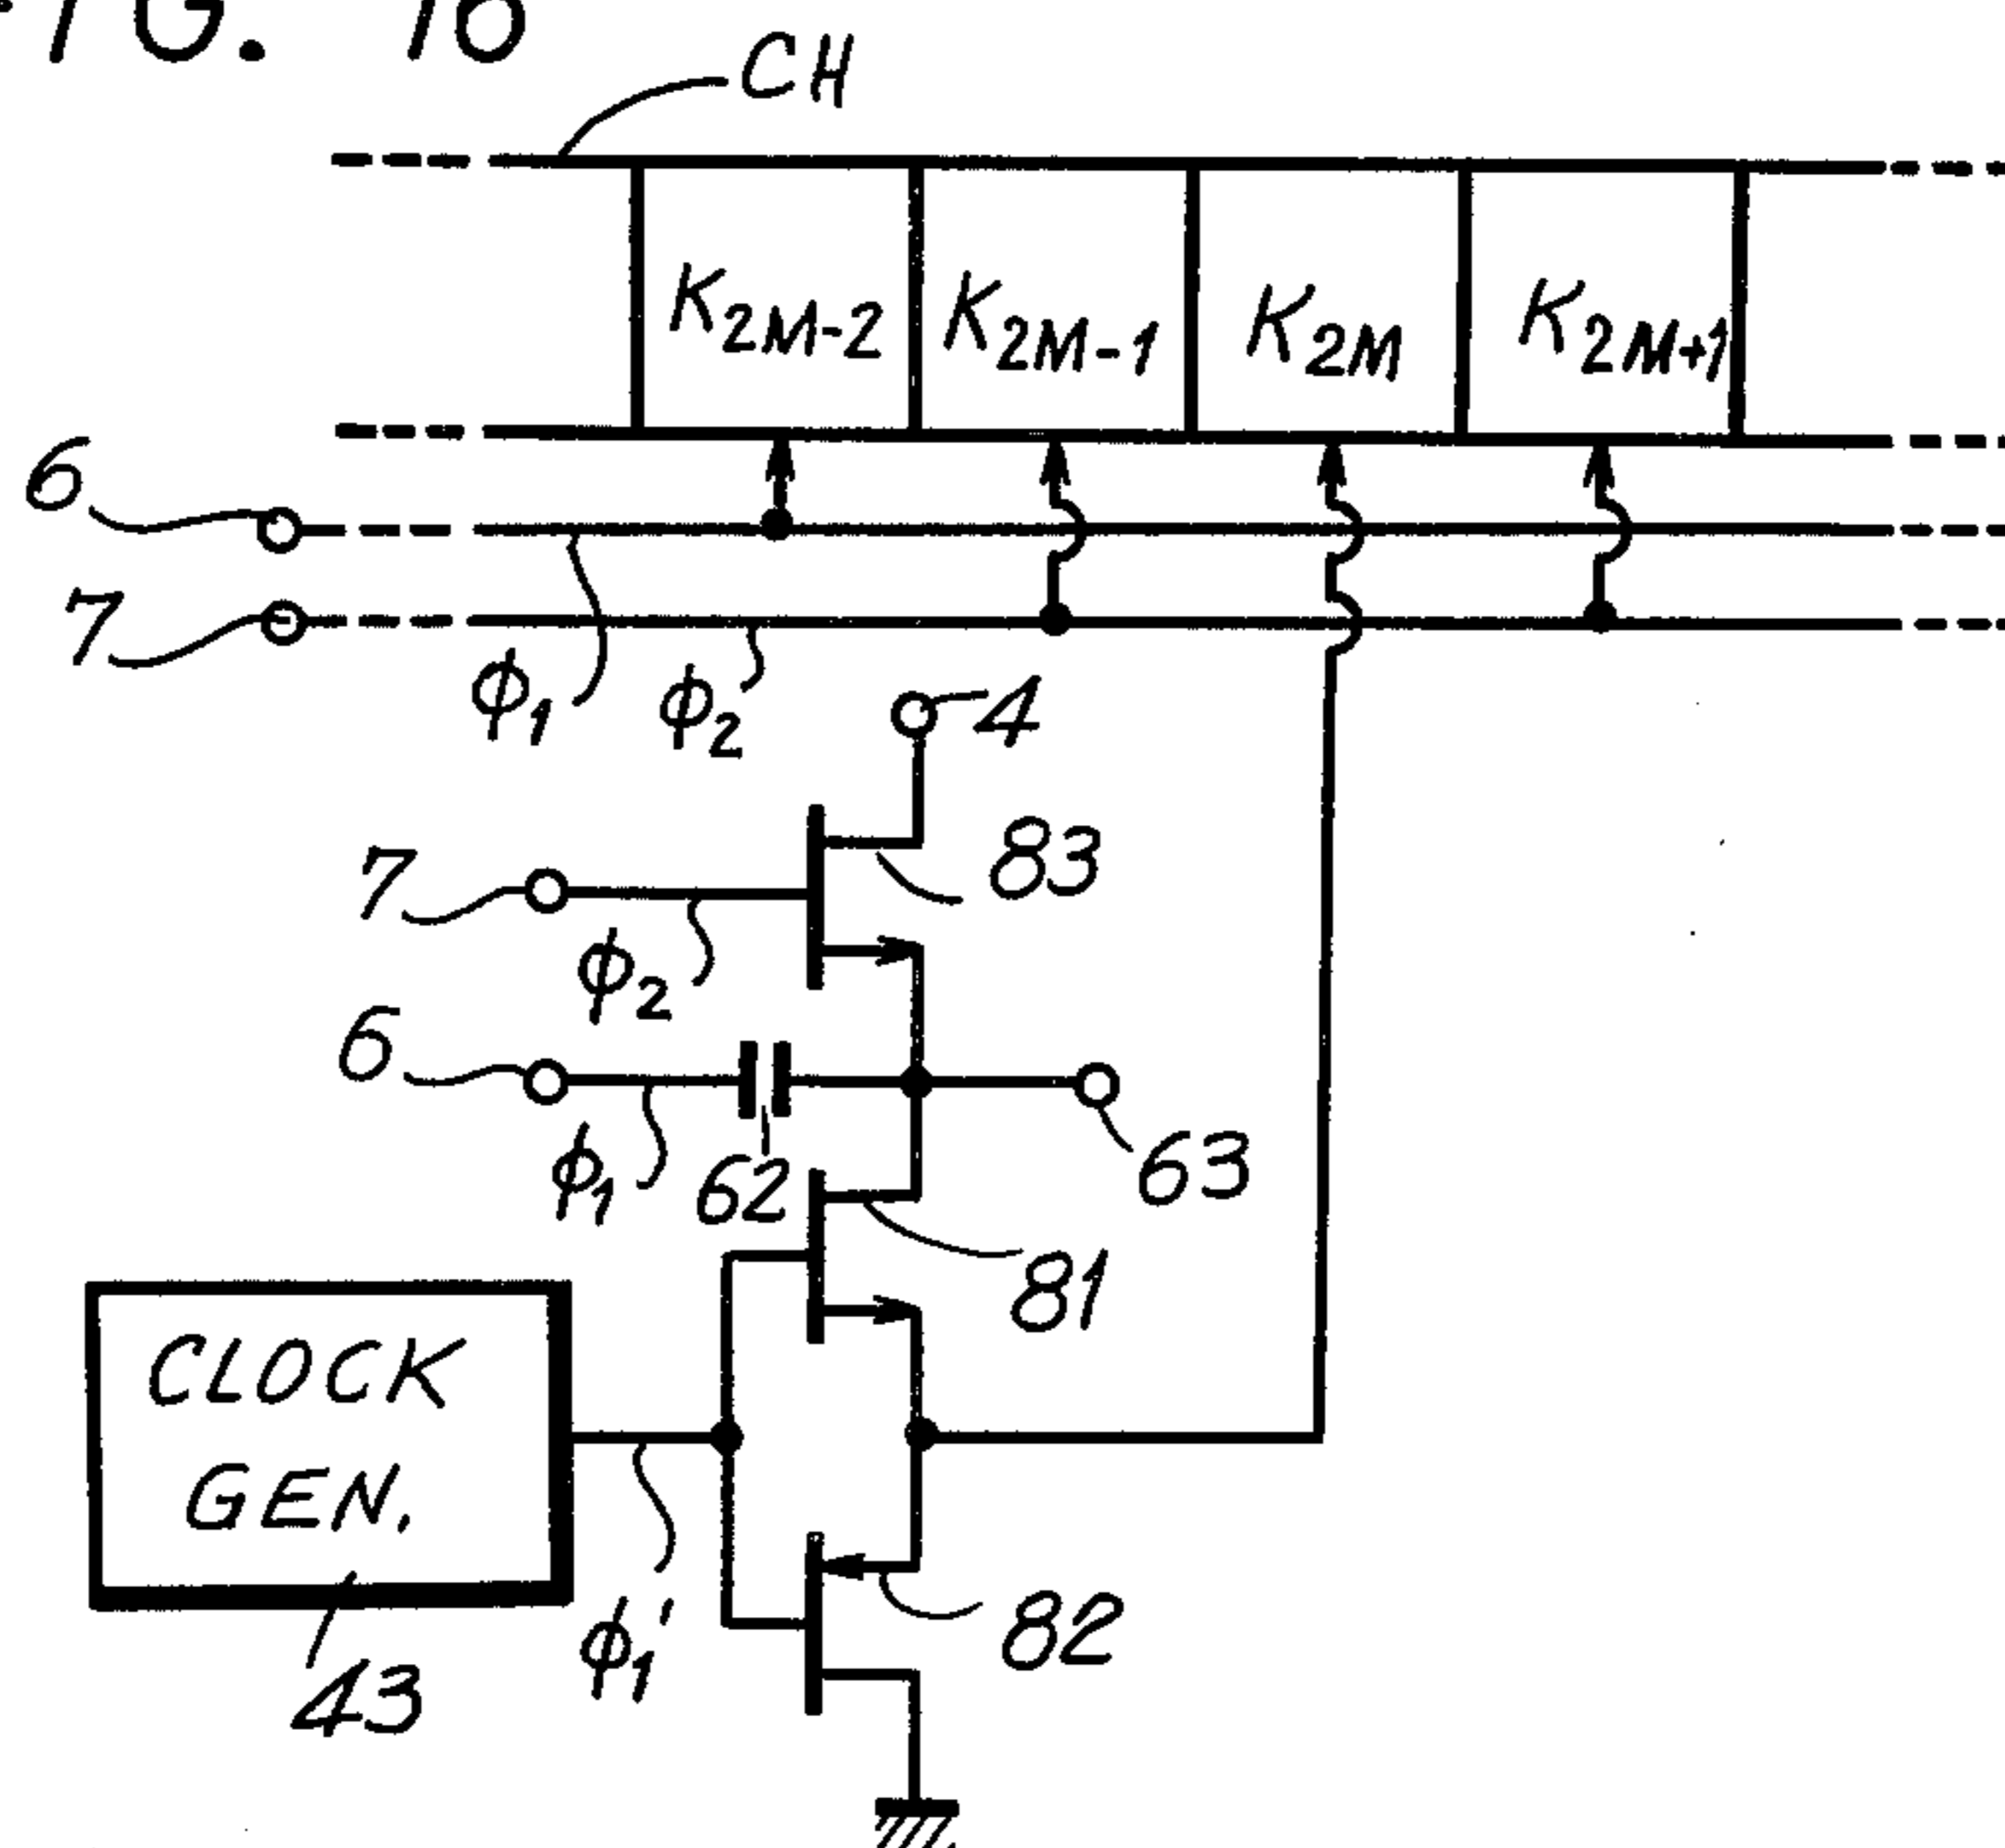 FIG. 10
CH
K2M-2 K2M-1 K2M K2M+1
6
7
ϕ1 ϕ2
4
7
83
ϕ2
6
ϕ1
62
63
81
CLOCK
GEN.
ϕ1'
82
43